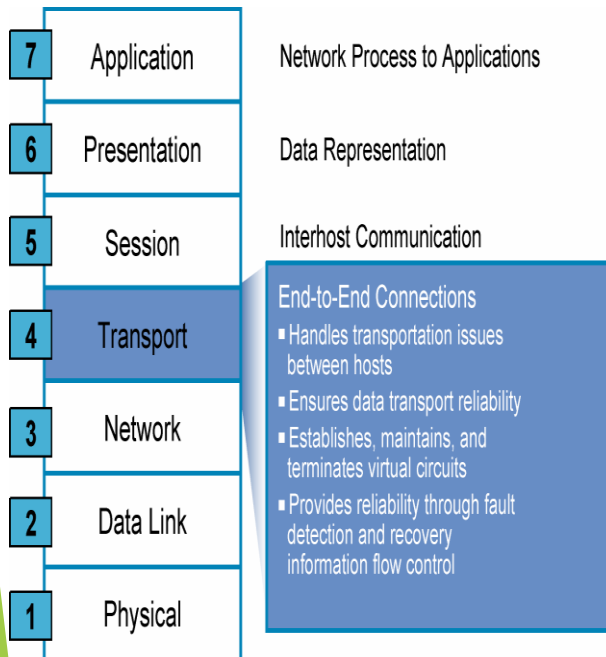 7 Application Network Process to Applications
6 Presentation Data Representation
5 Session Interhost Communication
4 Transport
End-to-End Connections
▪ Handles transportation issues
between hosts
▪ Ensures data transport reliability
▪ Establishes, maintains, and
terminates virtual circuits
▪ Provides reliability through fault
detection and recovery
information flow control
3 Network
2 Data Link
1 Physical